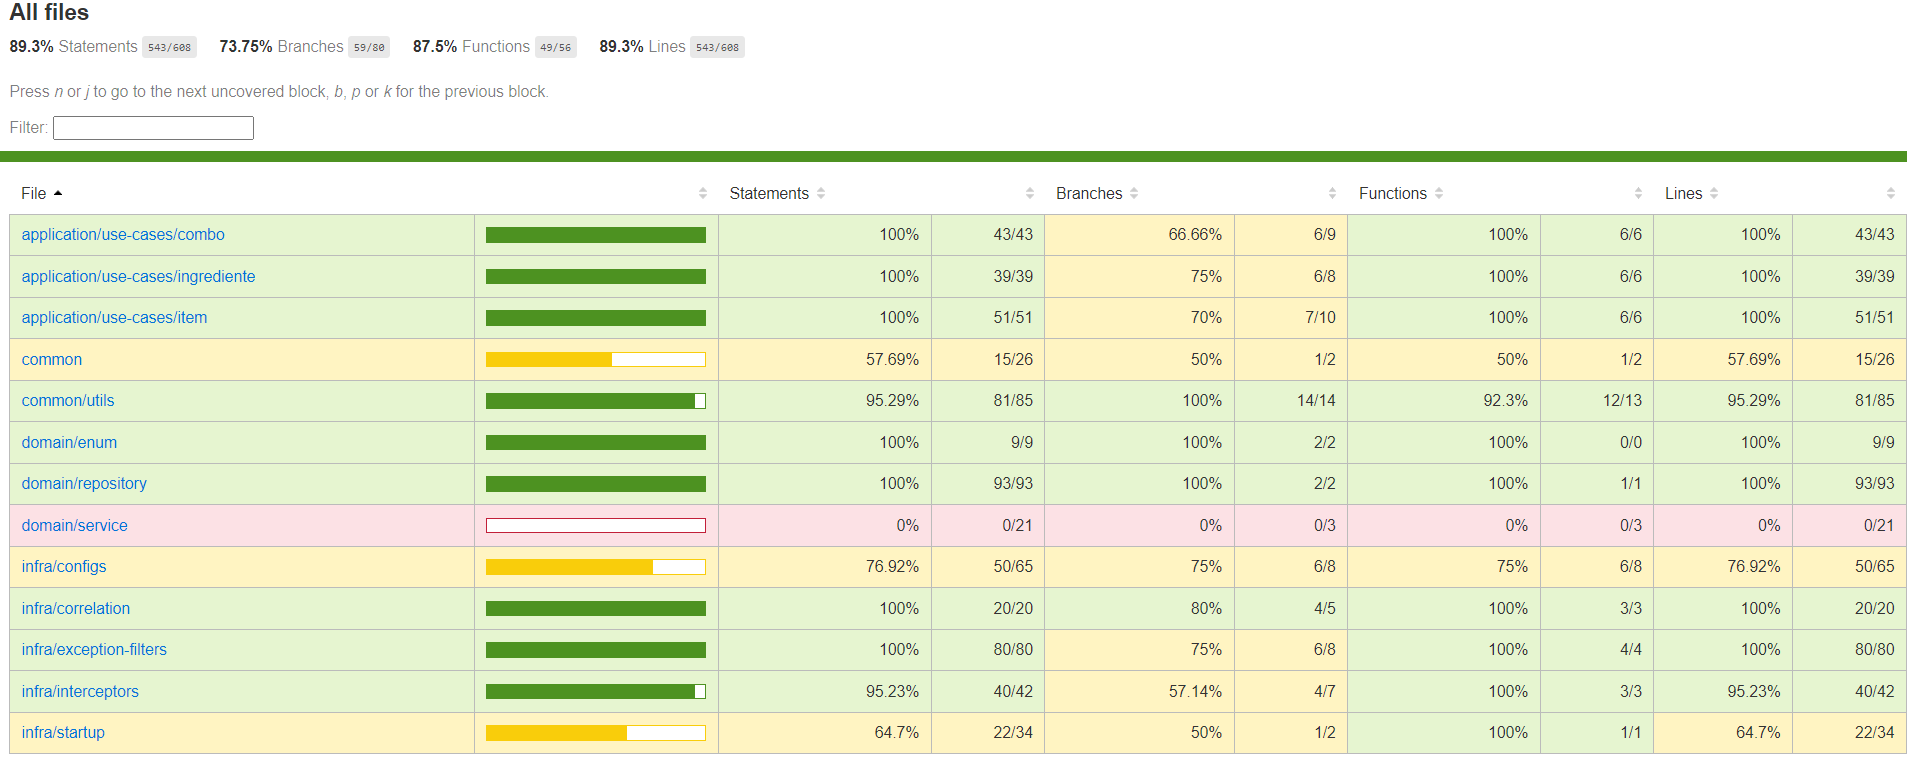 All files
89.3% Statements 543/608 73.75% Branches 59/80 87.5% Functions 49/56 89.3% Lines 543/608
Press n or j to go to the next uncovered block, b, p or k for the previous block.
Filter:
File Statements Branches Functions Lines
application/use-cases/combo 100% 43/43 66.66% 6/9 100% 6/6 100% 43/43
application/use-cases/ingrediente 100% 39/39 75% 6/8 100% 6/6 100% 39/39
application/use-cases/item 100% 51/51 70% 7/10 100% 6/6 100% 51/51
common 57.69% 15/26 50% 1/2 50% 1/2 57.69% 15/26
common/utils 95.29% 81/85 100% 14/14 92.3% 12/13 95.29% 81/85
domain/enum 100% 9/9 100% 2/2 100% 0/0 100% 9/9
domain/repository 100% 93/93 100% 2/2 100% 1/1 100% 93/93
domain/service 0% 0/21 0% 0/3 0% 0/3 0% 0/21
infra/configs 76.92% 50/65 75% 6/8 75% 6/8 76.92% 50/65
infra/correlation 100% 20/20 80% 4/5 100% 3/3 100% 20/20
infra/exception-filters 100% 80/80 75% 6/8 100% 4/4 100% 80/80
infra/interceptors 95.23% 40/42 57.14% 4/7 100% 3/3 95.23% 40/42
infra/startup 64.7% 22/34 50% 1/2 100% 1/1 64.7% 22/34